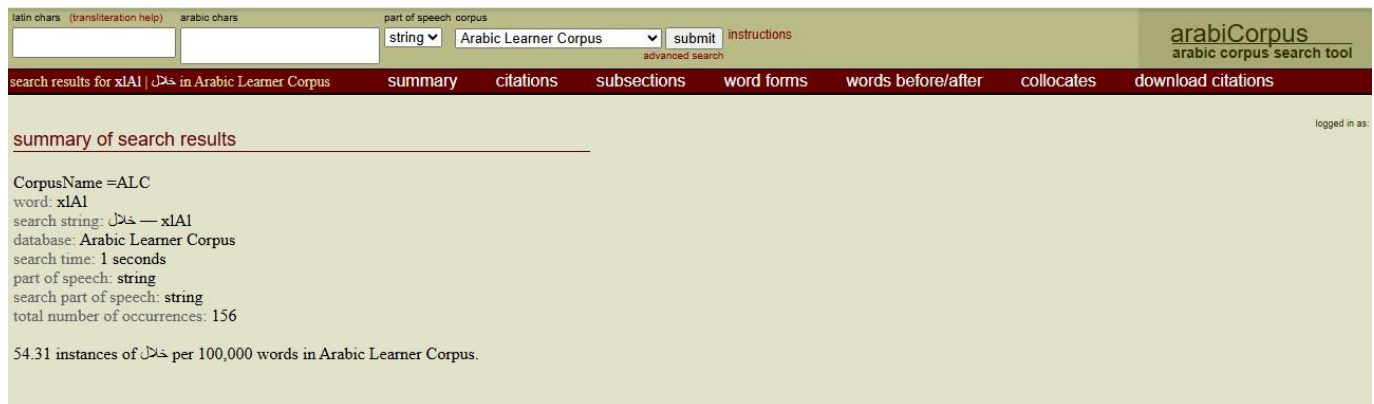 latin chars (transliteration help) arabic chars part of speech corpus
string Arabic Learner Corpus submit instructions
advanced search
arabiCorpus
arabic corpus search tool
search results for xlAl | خلال in Arabic Learner Corpus summary citations subsections word forms words before/after collocates download citations
logged in as:
summary of search results
CorpusName =ALC
word: xlAl
search string: خلال — xlAl
database: Arabic Learner Corpus
search time: 1 seconds
part of speech: string
search part of speech: string
total number of occurrences: 156
54.31 instances of خلال per 100,000 words in Arabic Learner Corpus.